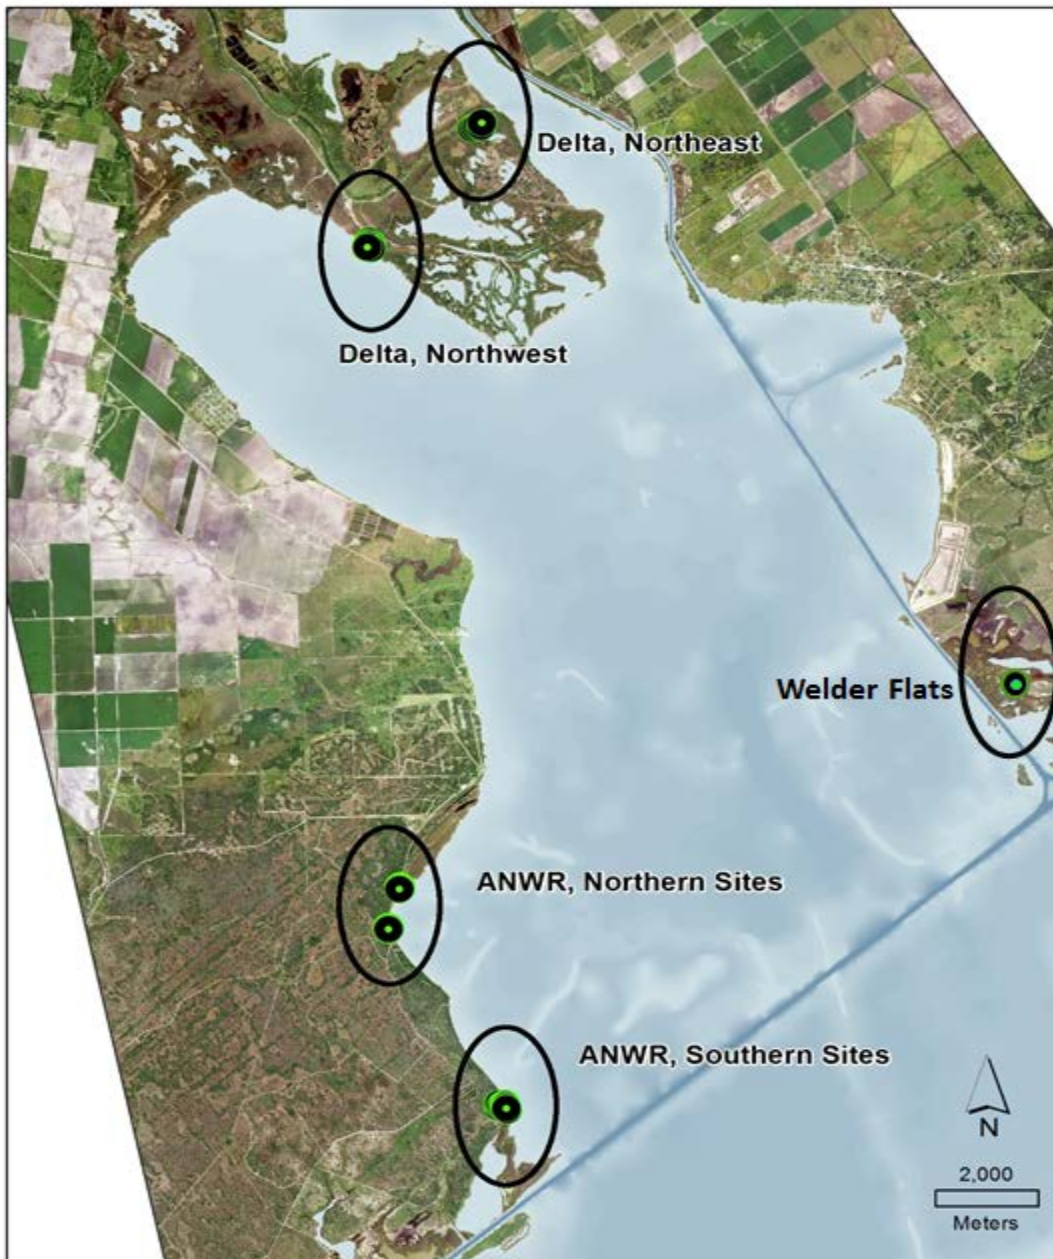 Delta, Northeast
Delta, Northwest
Welder Flats
ANWR, Northern Sites
ANWR, Southern Sites
N
2,000
Meters